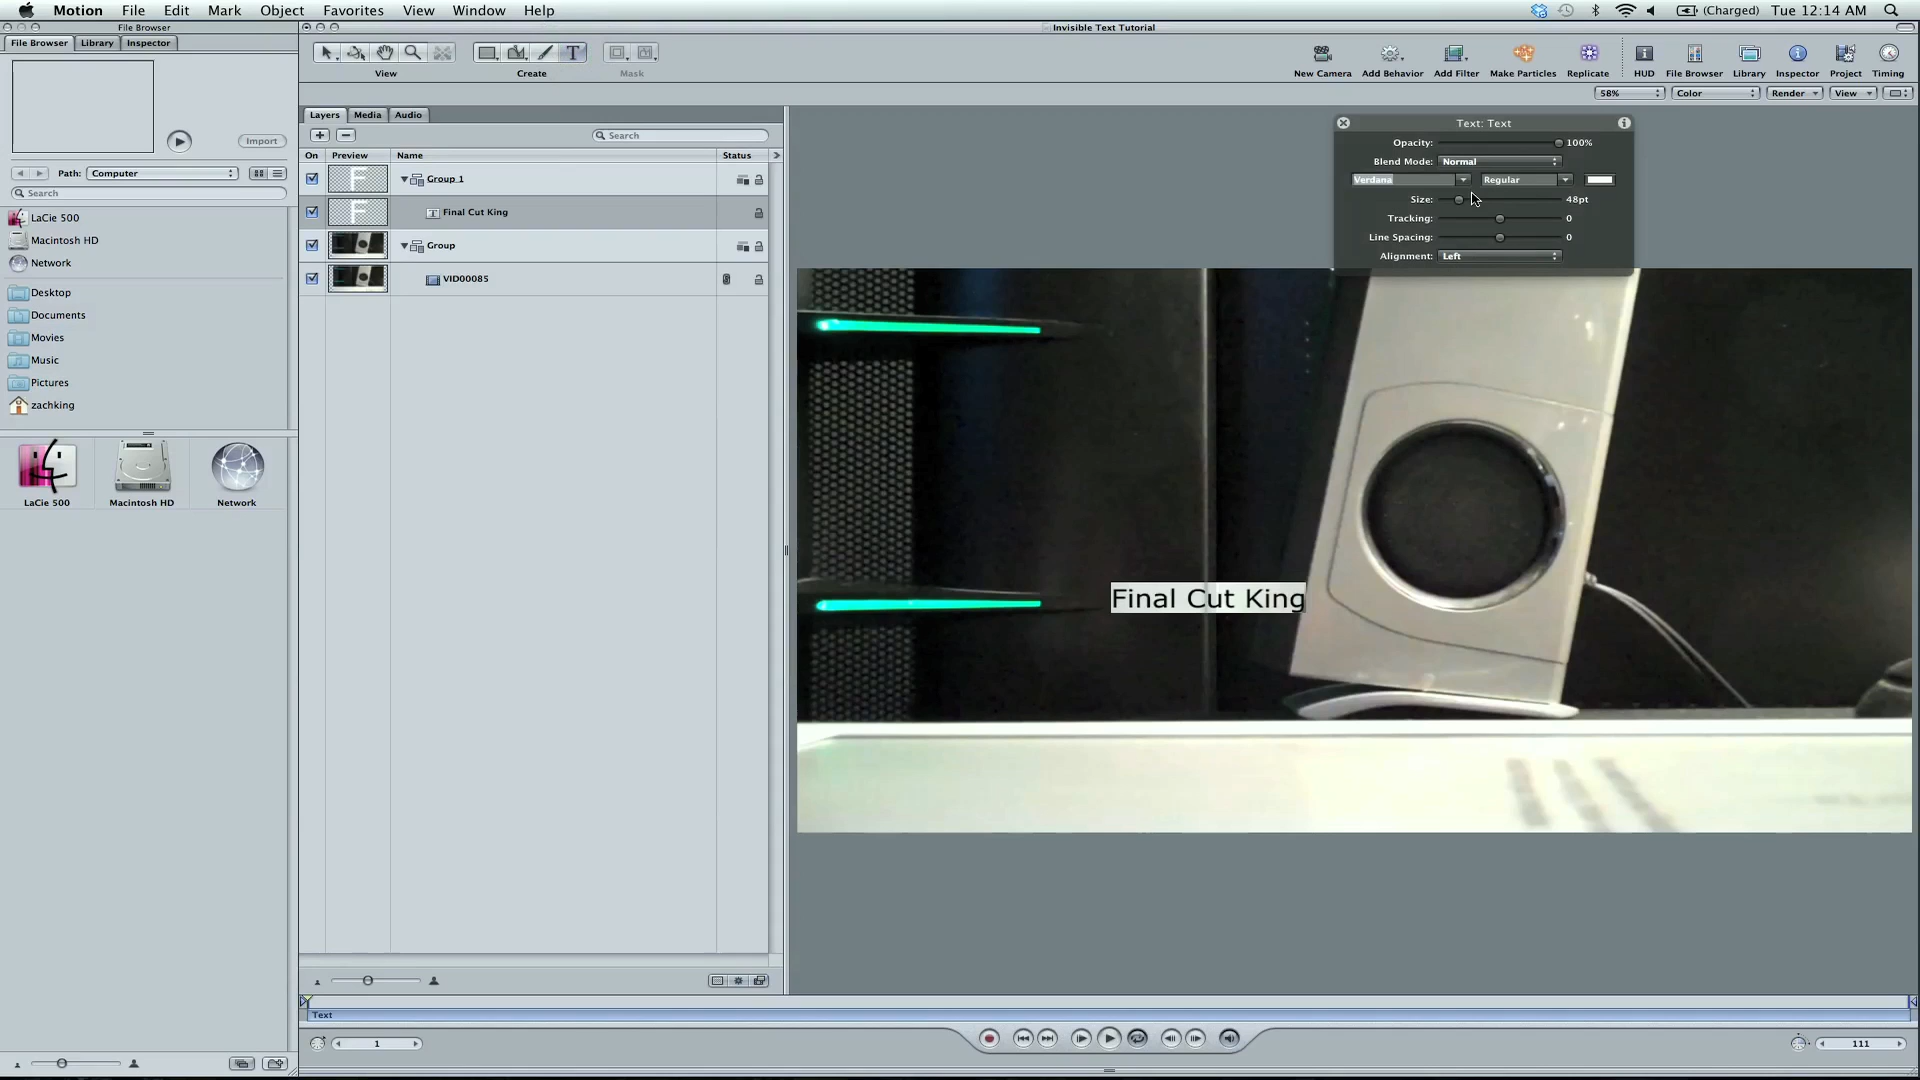 Motion File Edit Mark Object Favorites View Window Help (Charged) Tue 12:14 AM
File Browser
Invisible Text Tutorial
File Browser Library Inspector
View Create Mask
New Camera Add Behavior Add Filter Make Particles Replicate HUD File Browser Library Inspector Project Timing
58% Color Render View
Import
Path: Computer
Search
LaCie 500
Macintosh HD
Network
Desktop
Documents
Movies
Music
Pictures
zachking
LaCie 500 Macintosh HD Network
Layers Media Audio
Search
On Preview Name Status
Group 1
Final Cut King
Group
VID00085
Text: Text
Opacity: 100%
Blend Mode: Normal
Verdana Regular
Size: 48pt
Tracking: 0
Line Spacing: 0
Alignment: Left
Final Cut King
Text
1
111